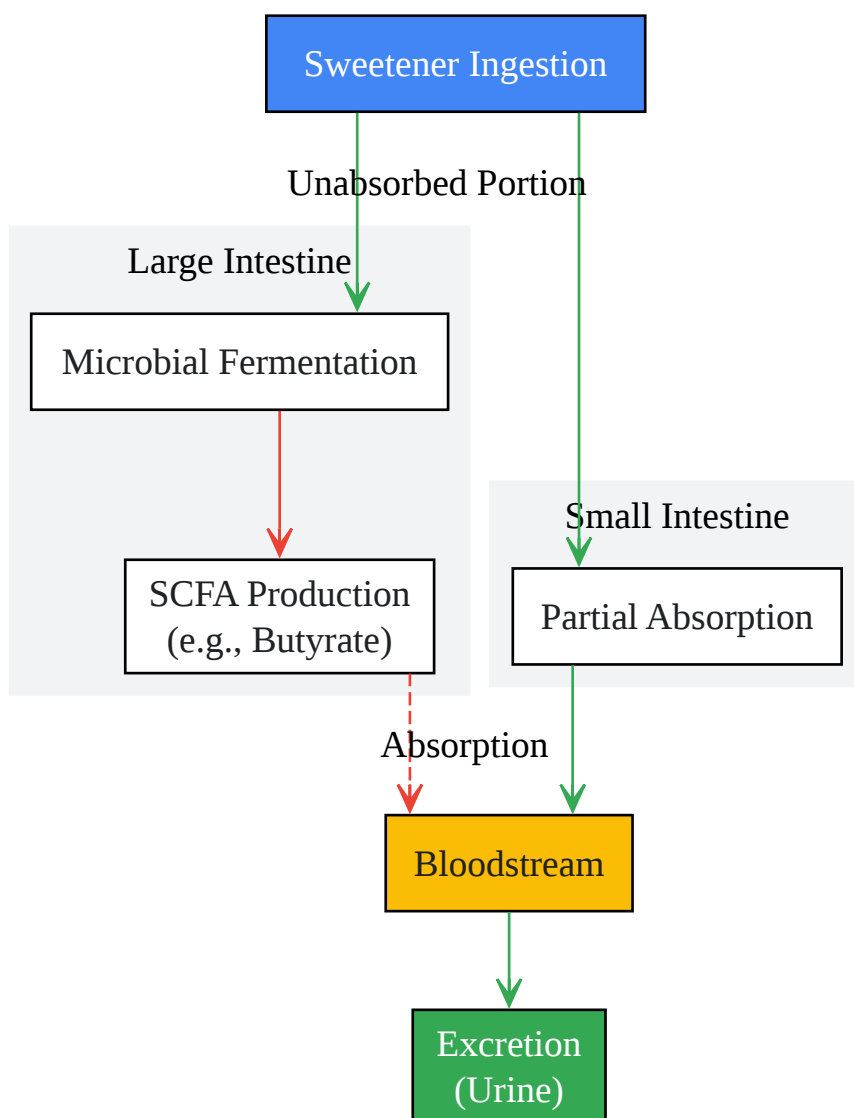 Sweetener Ingestion
Unabsorbed Portion
Large Intestine
Microbial Fermentation
Small Intestine
SCFA Production
(e.g., Butyrate)
Partial Absorption
Absorption
Bloodstream
Excretion
(Urine)